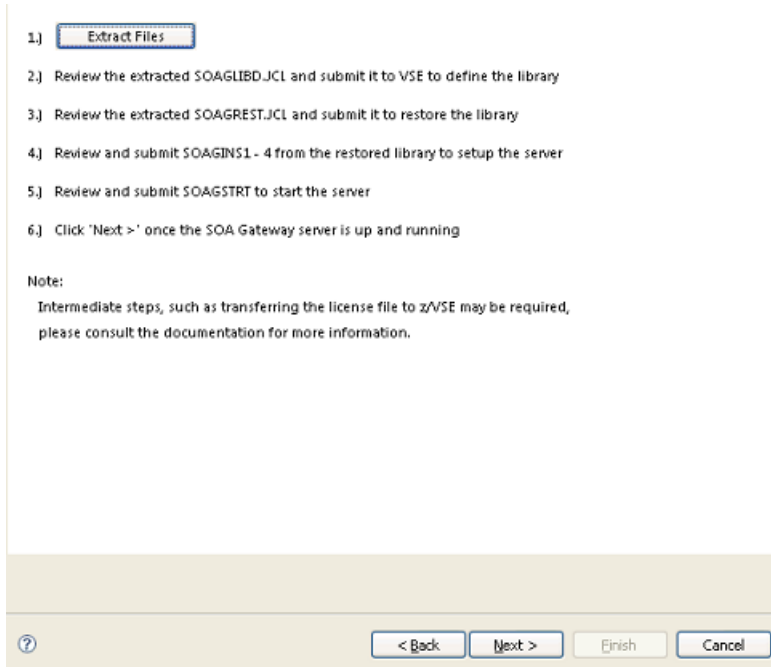 1.) Extract Files
2.) Review the extracted SOAGLIBD.JCL and submit it to VSE to define the library
3.) Review the extracted SOAGREST.JCL and submit it to restore the library
4.) Review and submit SOAGINS1 - 4 from the restored library to setup the server
5.) Review and submit SOAGSTRT to start the server
6.) Click 'Next >' once the SOA Gateway server is up and running
Note:
Intermediate steps, such as transferring the license file to z/VSE may be required,
please consult the documentation for more information.
? < Back Next > Finish Cancel